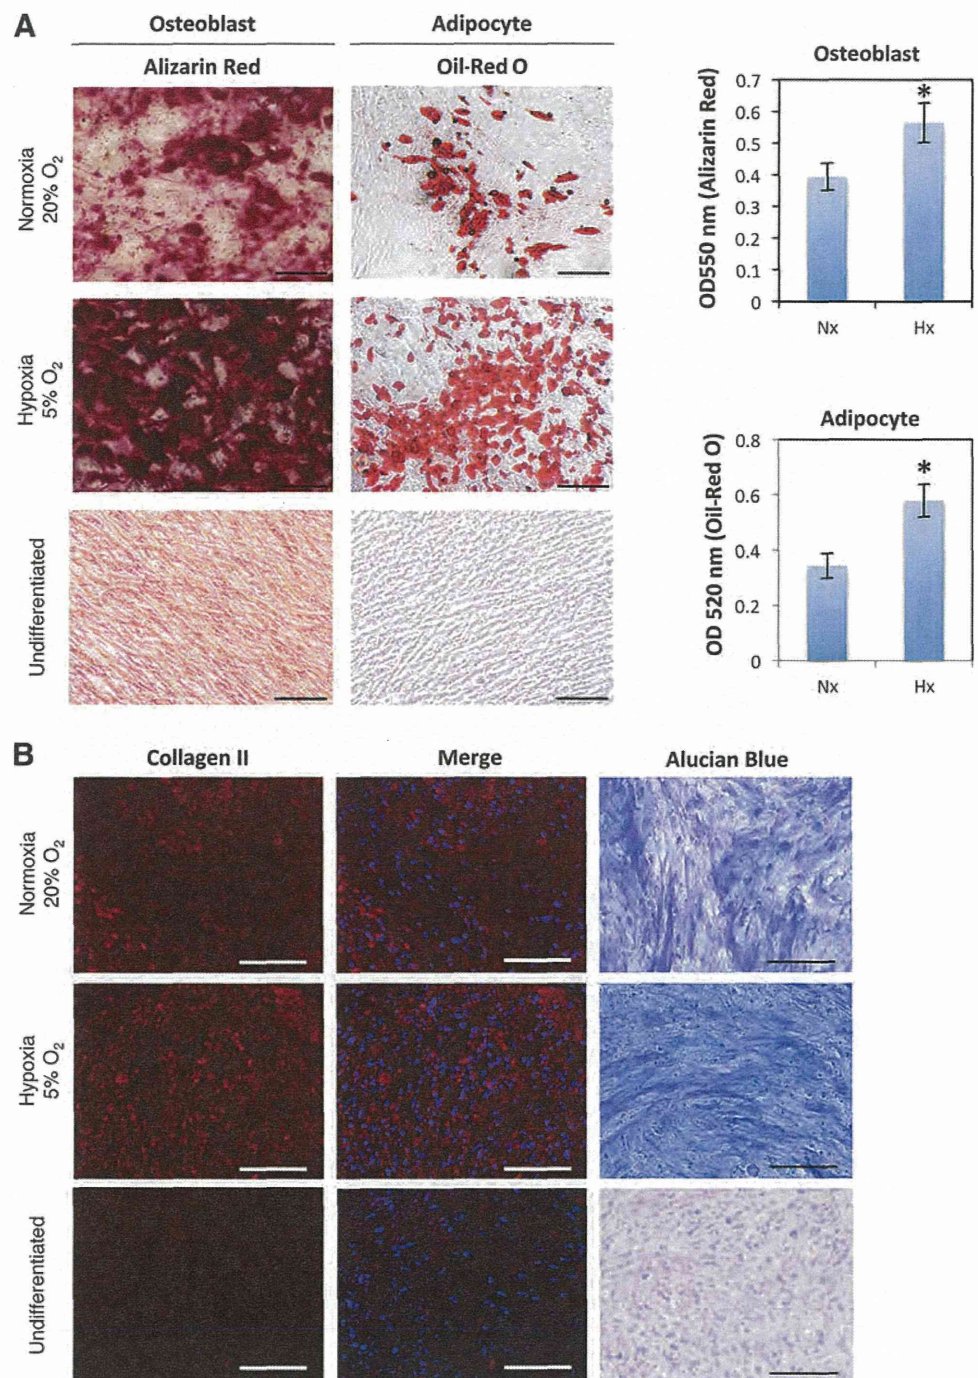 A
Osteoblast
Adipocyte
Alizarin Red
Oil-Red O
Normoxia
20% O2
Hypoxia
5% O2
Undifferentiated
Osteoblast
OD550 nm (Alizarin Red)
0.7
0.6
0.5
0.4
0.3
0.2
0.1
0
*
Nx
Hx
Adipocyte
OD 520 nm (Oil-Red O)
0.8
0.6
0.4
0.2
0
*
Nx
Hx
B
Collagen II
Merge
Alucian Blue
Normoxia
20% O2
Hypoxia
5% O2
Undifferentiated